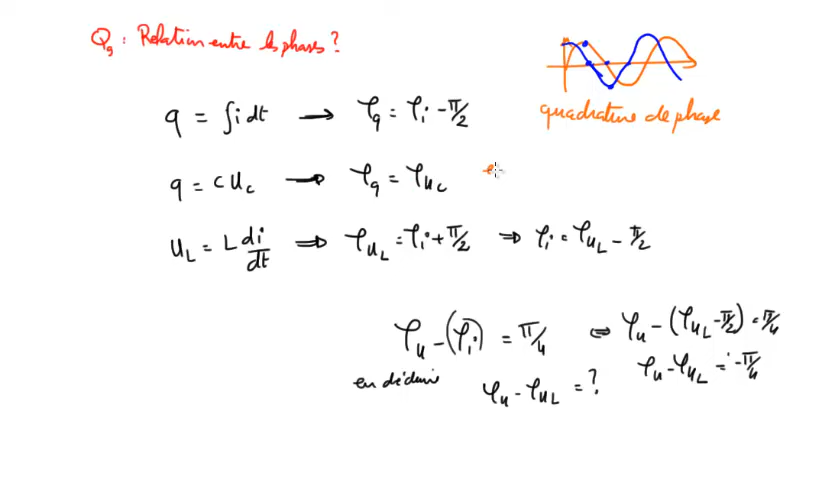 Q9 : Relation entre les phases ?
quadrature de phase
q = ∫i dt → φq = φi - π/2
q = C Uc → φq = φUc
UL = L di/dt ⇒ φUL = φi + π/2 ⇒ φi = φUL - π/2
φu - (φi) = π/4 ⇔ φu - (φUL - π/2) = π/4
en déduire φu - φUL = ? φu - φUL = - π/4